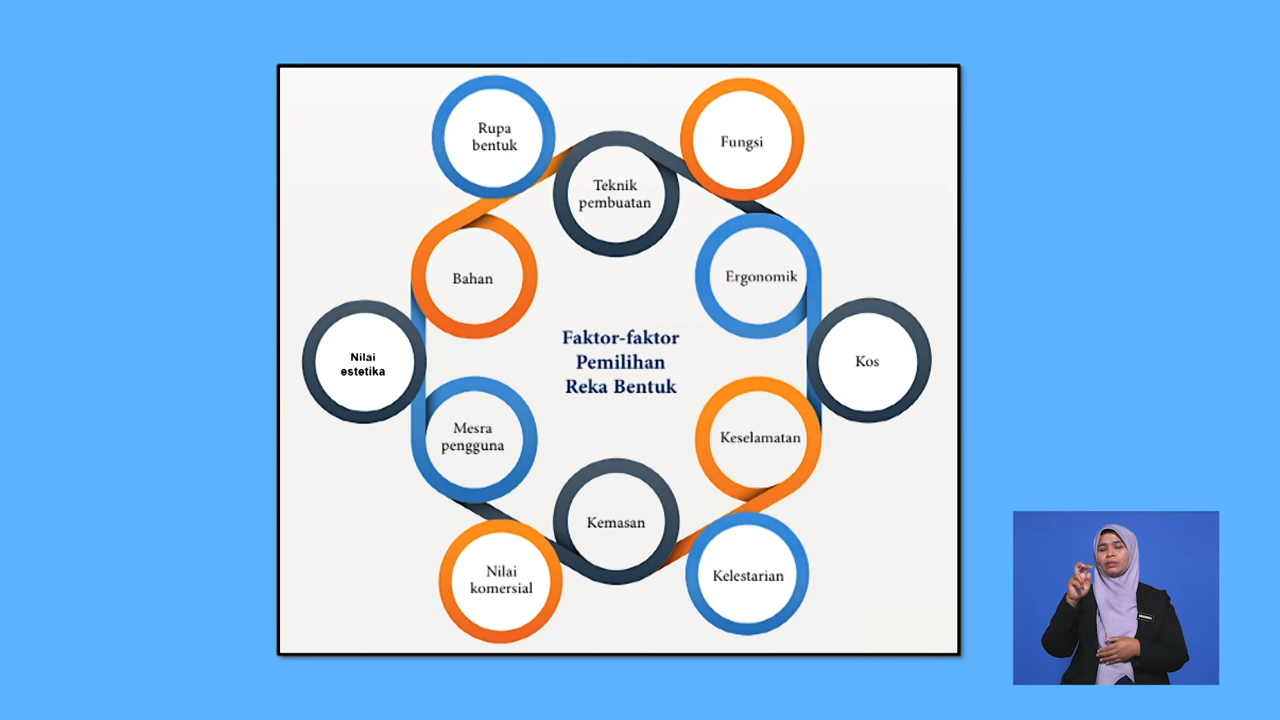 Rupa
bentuk
Fungsi
Teknik
pembuatan
Bahan
Ergonomik
Faktor-faktor
Pemilihan
Reka Bentuk
Nilai
estetika
Kos
Mesra
pengguna
Keselamatan
Kemasan
Nilai
komersial
Kelestarian